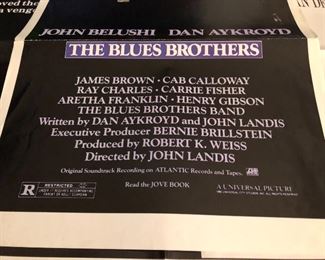 a venge
JOHN BELUSHI DAN AYKROYD
THE BLUES BROTHERS
JAMES BROWN • CAB CALLOWAY
RAY CHARLES • CARRIE FISHER
ARETHA FRANKLIN • HENRY GIBSON
THE BLUES BROTHERS BAND
Written by DAN AYKROYD and JOHN LANDIS
Executive Producer BERNIE BRILLSTEIN
Produced by ROBERT K. WEISS
Directed by JOHN LANDIS
Original Soundtrack Recording on ATLANTIC Records and Tapes.
R RESTRICTED
Read the JOVE BOOK
A UNIVERSAL PICTURE